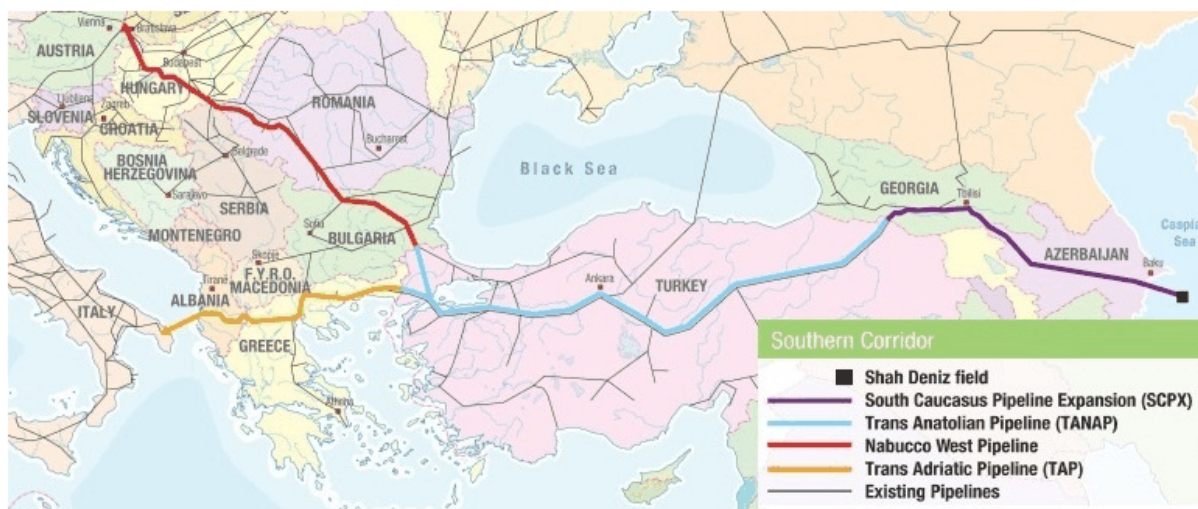 Vienna
Bratislava
AUSTRIA
Budapest
HUNGARY
Ljubljana
SLOVENIA
Zagreb
CROATIA
ROMANIA
Bucharest
BOSNIA
HERZEGOVINA
Belgrade
Sarajevo
SERBIA
MONTENEGRO
Sofia
BULGARIA
Skopje
F.Y.R.O.
MACEDONIA
Tiranë
ALBANIA
ITALY
GREECE
Athina
Black Sea
Ankara
TURKEY
GEORGIA
Tbilisi
AZERBAIJAN
Baku
Caspia
Sea
Southern Corridor
Shah Deniz field
South Caucasus Pipeline Expansion (SCPX)
Trans Anatolian Pipeline (TANAP)
Nabucco West Pipeline
Trans Adriatic Pipeline (TAP)
Existing Pipelines